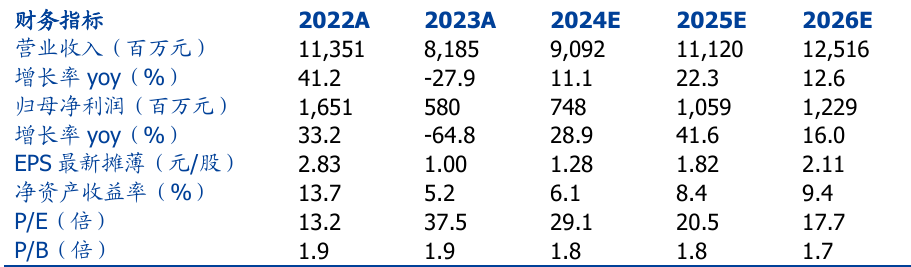 财务指标 2022A 2023A 2024E 2025E 2026E
营业收入（百万元） 11,351 8,185 9,092 11,120 12,516
增长率 yoy（%） 41.2 -27.9 11.1 22.3 12.6
归母净利润（百万元） 1,651 580 748 1,059 1,229
增长率 yoy（%） 33.2 -64.8 28.9 41.6 16.0
EPS 最新摊薄（元/股） 2.83 1.00 1.28 1.82 2.11
净资产收益率（%） 13.7 5.2 6.1 8.4 9.4
P/E（倍） 13.2 37.5 29.1 20.5 17.7
P/B（倍） 1.9 1.9 1.8 1.8 1.7